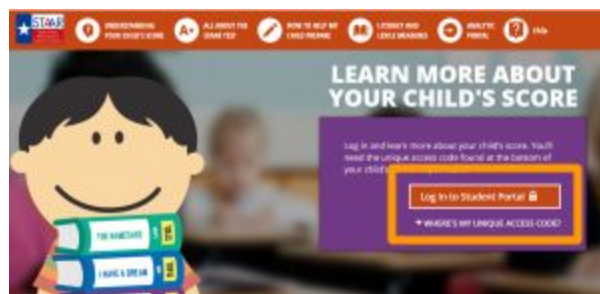 STAAR
UNDERSTANDING
YOUR CHILD'S SCORE
A+
ALL ABOUT THE
STAAR TEST
HOW TO HELP MY
CHILD PREPARE
LITERACY AND
LEXILE MEASURES
ANALYTIC
PORTAL
FAQs
LEARN MORE ABOUT
YOUR CHILD'S SCORE
Log in and learn more about your child's score. You'll
need the unique access code found at the bottom of
your child's
Log In to Student Portal
WHERE'S MY UNIQUE ACCESS CODE?
I HAVE A DREAM